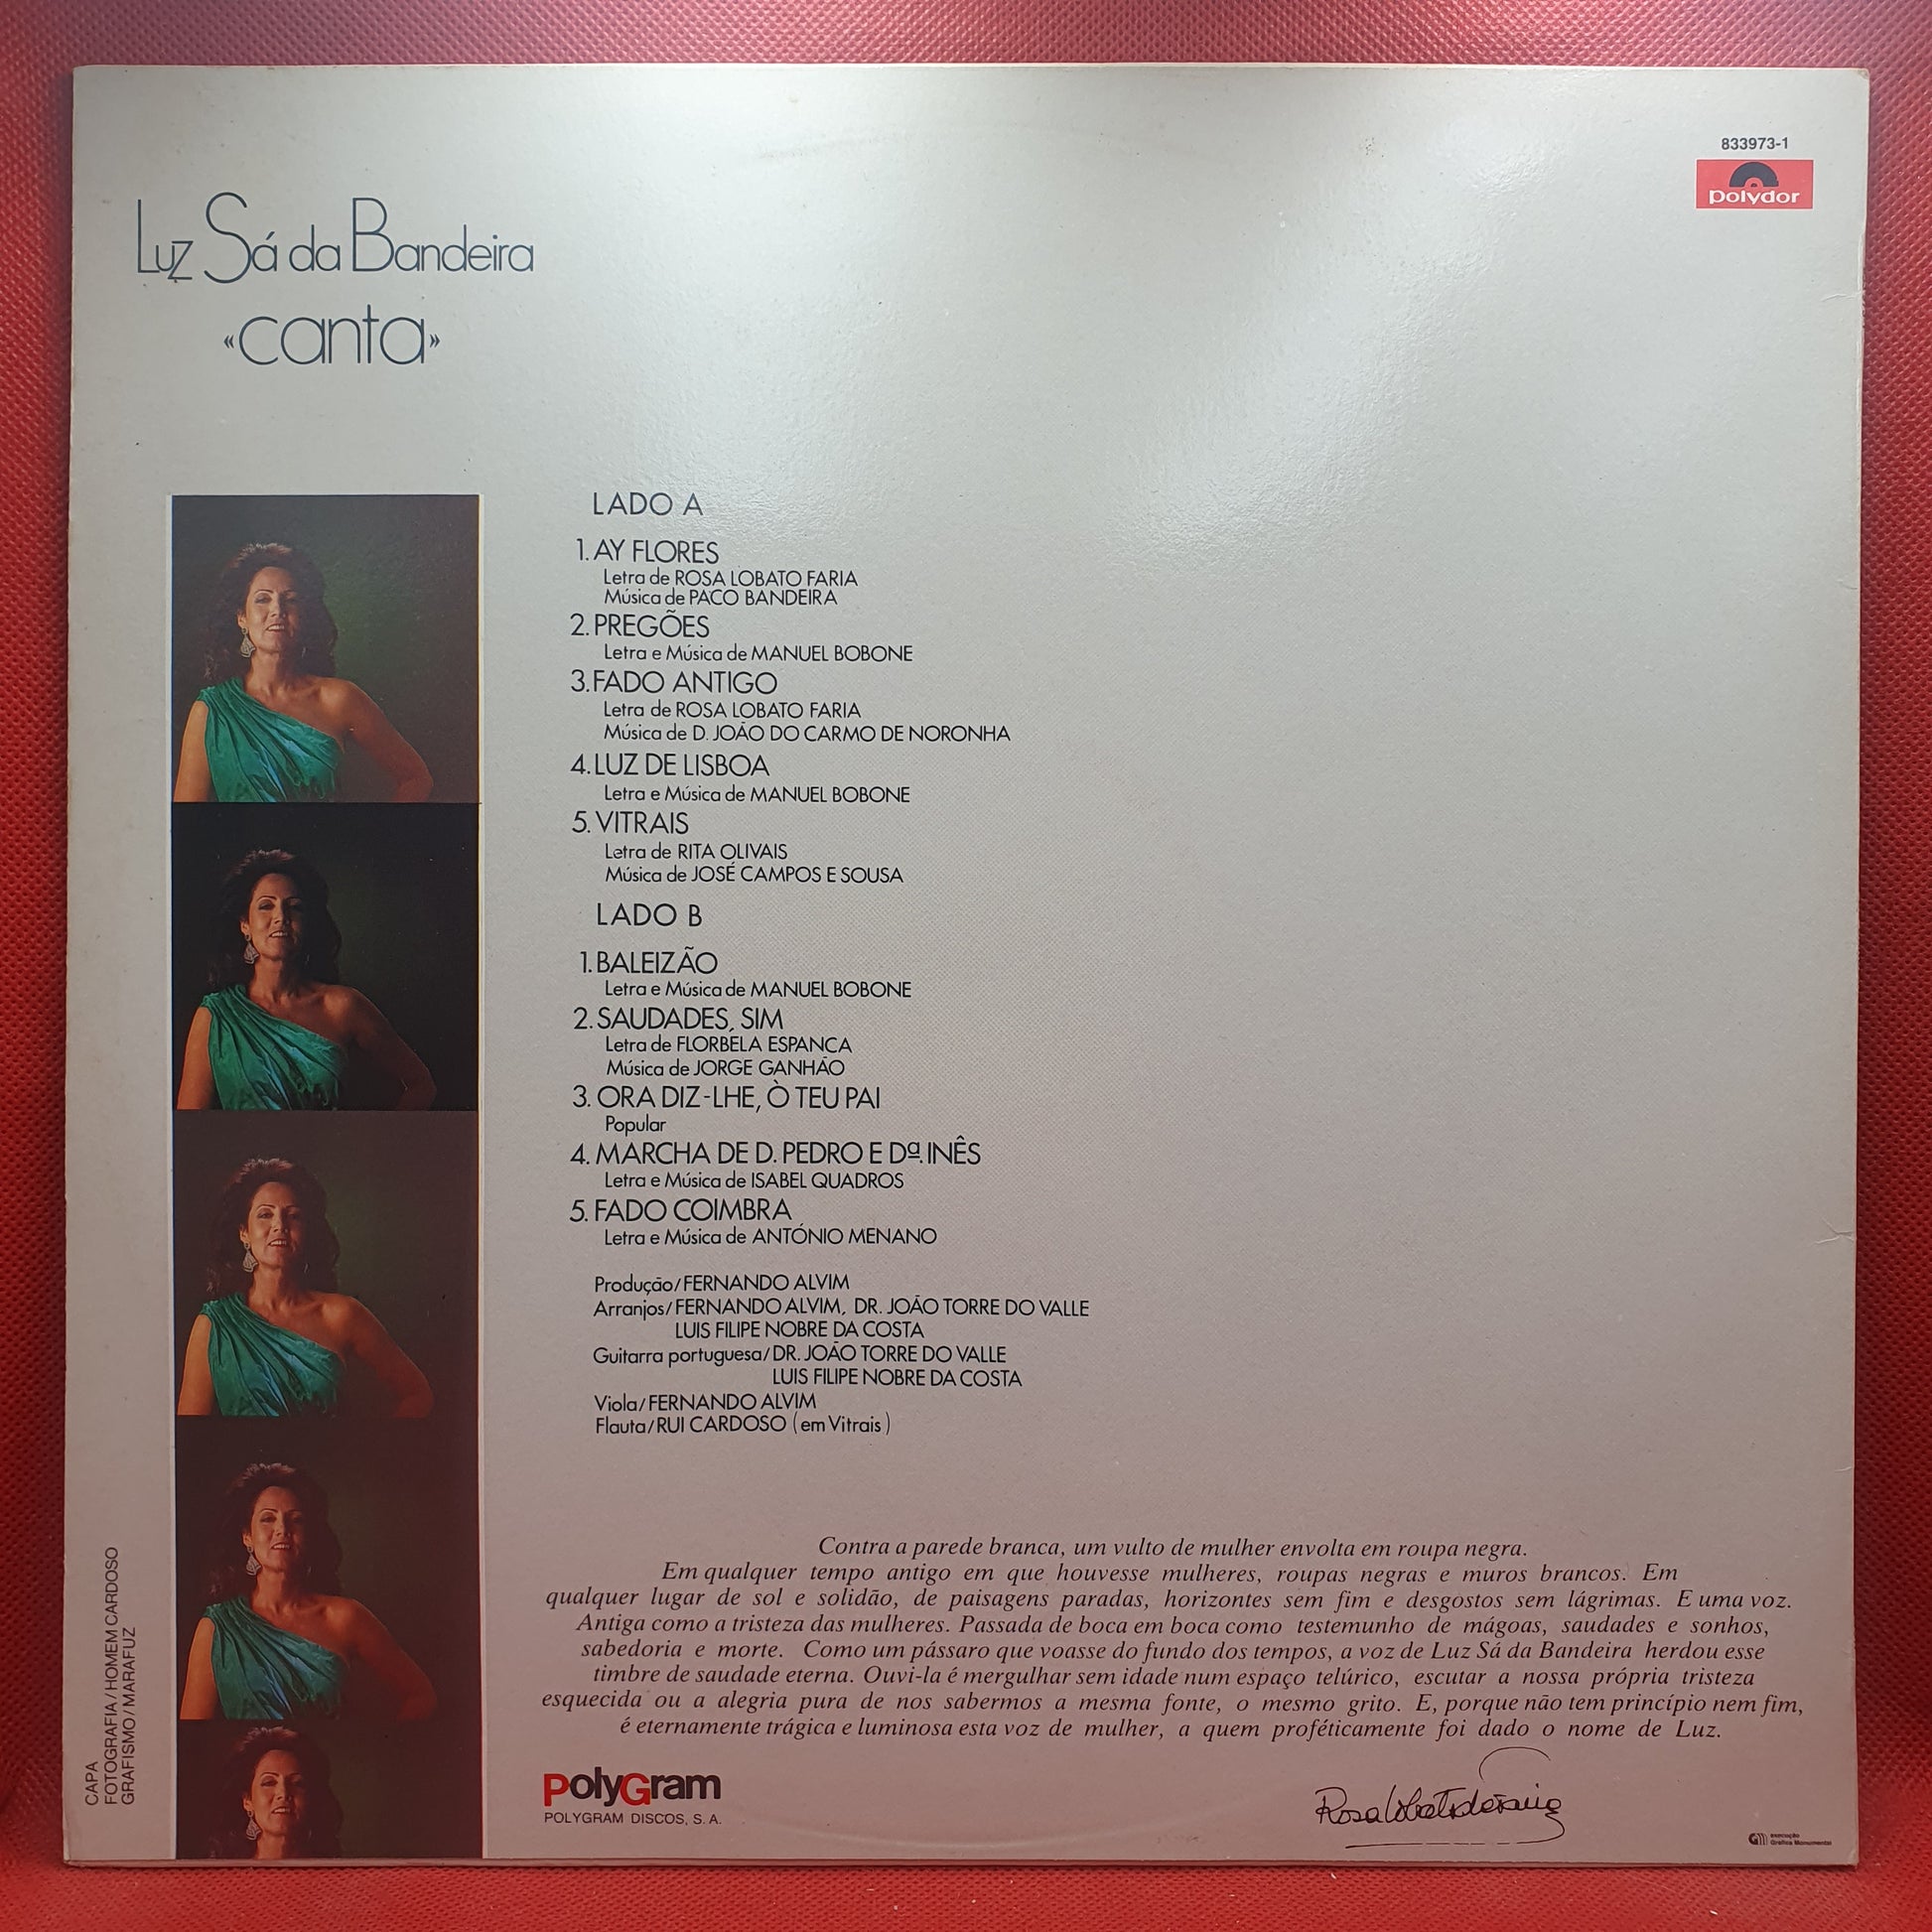 833973-1
polydor
Luz Sá da Bandeira
«canta»
LADO A
1. AY FLORES
Letra de ROSA LOBATO FARIA
Música de PACO BANDEIRA
2. PREGÕES
Letra e Música de MANUEL BOBONE
3. FADO ANTIGO
Letra de ROSA LOBATO FARIA
Música de D. JOÃO DO CARMO DE NORONHA
4. LUZ DE LISBOA
Letra e Música de MANUEL BOBONE
5. VITRAIS
Letra de RITA OLIVAIS
Música de JOSÉ CAMPOS E SOUSA
LADO B
1. BALEIZÃO
Letra e Música de MANUEL BOBONE
2. SAUDADES, SIM
Letra de FLORBELA ESPANCA
Música de JORGE GANHÃO
3. ORA DIZ-LHE, Ò TEU PAI
Popular
4. MARCHA DE D. PEDRO E Dª. INÊS
Letra e Música de ISABEL QUADROS
5. FADO COIMBRA
Letra e Música de ANTÓNIO MENANO
Produção/FERNANDO ALVIM
Arranjos/FERNANDO ALVIM, DR. JOÃO TORRE DO VALLE
LUIS FILIPE NOBRE DA COSTA
Guitarra portuguesa/DR. JOÃO TORRE DO VALLE
LUIS FILIPE NOBRE DA COSTA
Viola/FERNANDO ALVIM
Flauta/RUI CARDOSO (em Vitrais)
Contra a parede branca, um vulto de mulher envolta em roupa negra.
Em qualquer tempo antigo em que houvesse mulheres, roupas negras e muros brancos. Em
qualquer lugar de sol e solidão, de paisagens paradas, horizontes sem fim e desgostos sem lágrimas. E uma voz.
Antiga como a tristeza das mulheres. Passada de boca em boca como testemunho de mágoas, saudades e sonhos,
sabedoria e morte. Como um pássaro que voasse do fundo dos tempos, a voz de Luz Sá da Bandeira herdou esse
timbre de saudade eterna. Ouvi-la é mergulhar sem idade num espaço telúrico, escutar a nossa própria tristeza
esquecida ou a alegria pura de nos sabermos a mesma fonte, o mesmo grito. E, porque não tem princípio nem fim,
é eternamente trágica e luminosa esta voz de mulher, a quem proféticamente foi dado o nome de Luz.
Rosa Lobato de Faria
CAPA
FOTOGRAFIA/HOMEM CARDOSO
GRAFISMO/MARAFUZ
PolyGram
POLYGRAM DISCOS, S.A.
execução
Gráfica Monumental